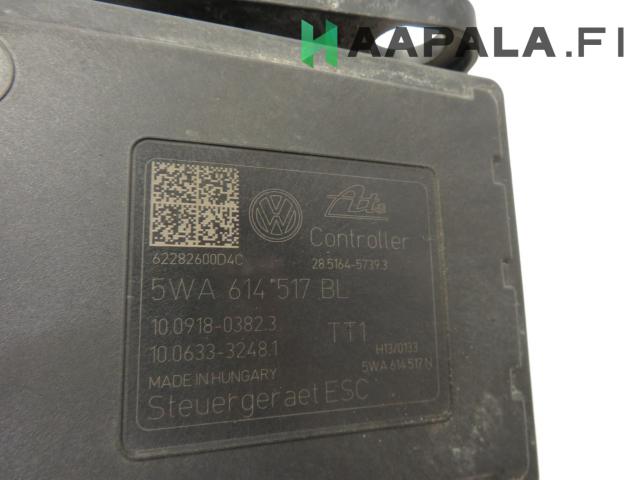 HAAPALA.FI
Ate
Controller
62282600D4C
28.5164-5739.3
5WA 614 517 BL
10.0918-0382.3
TT1
10.0633-3248.1
H13/0133
5WA 614 517 N
MADE IN HUNGARY
Steuergeraet ESC